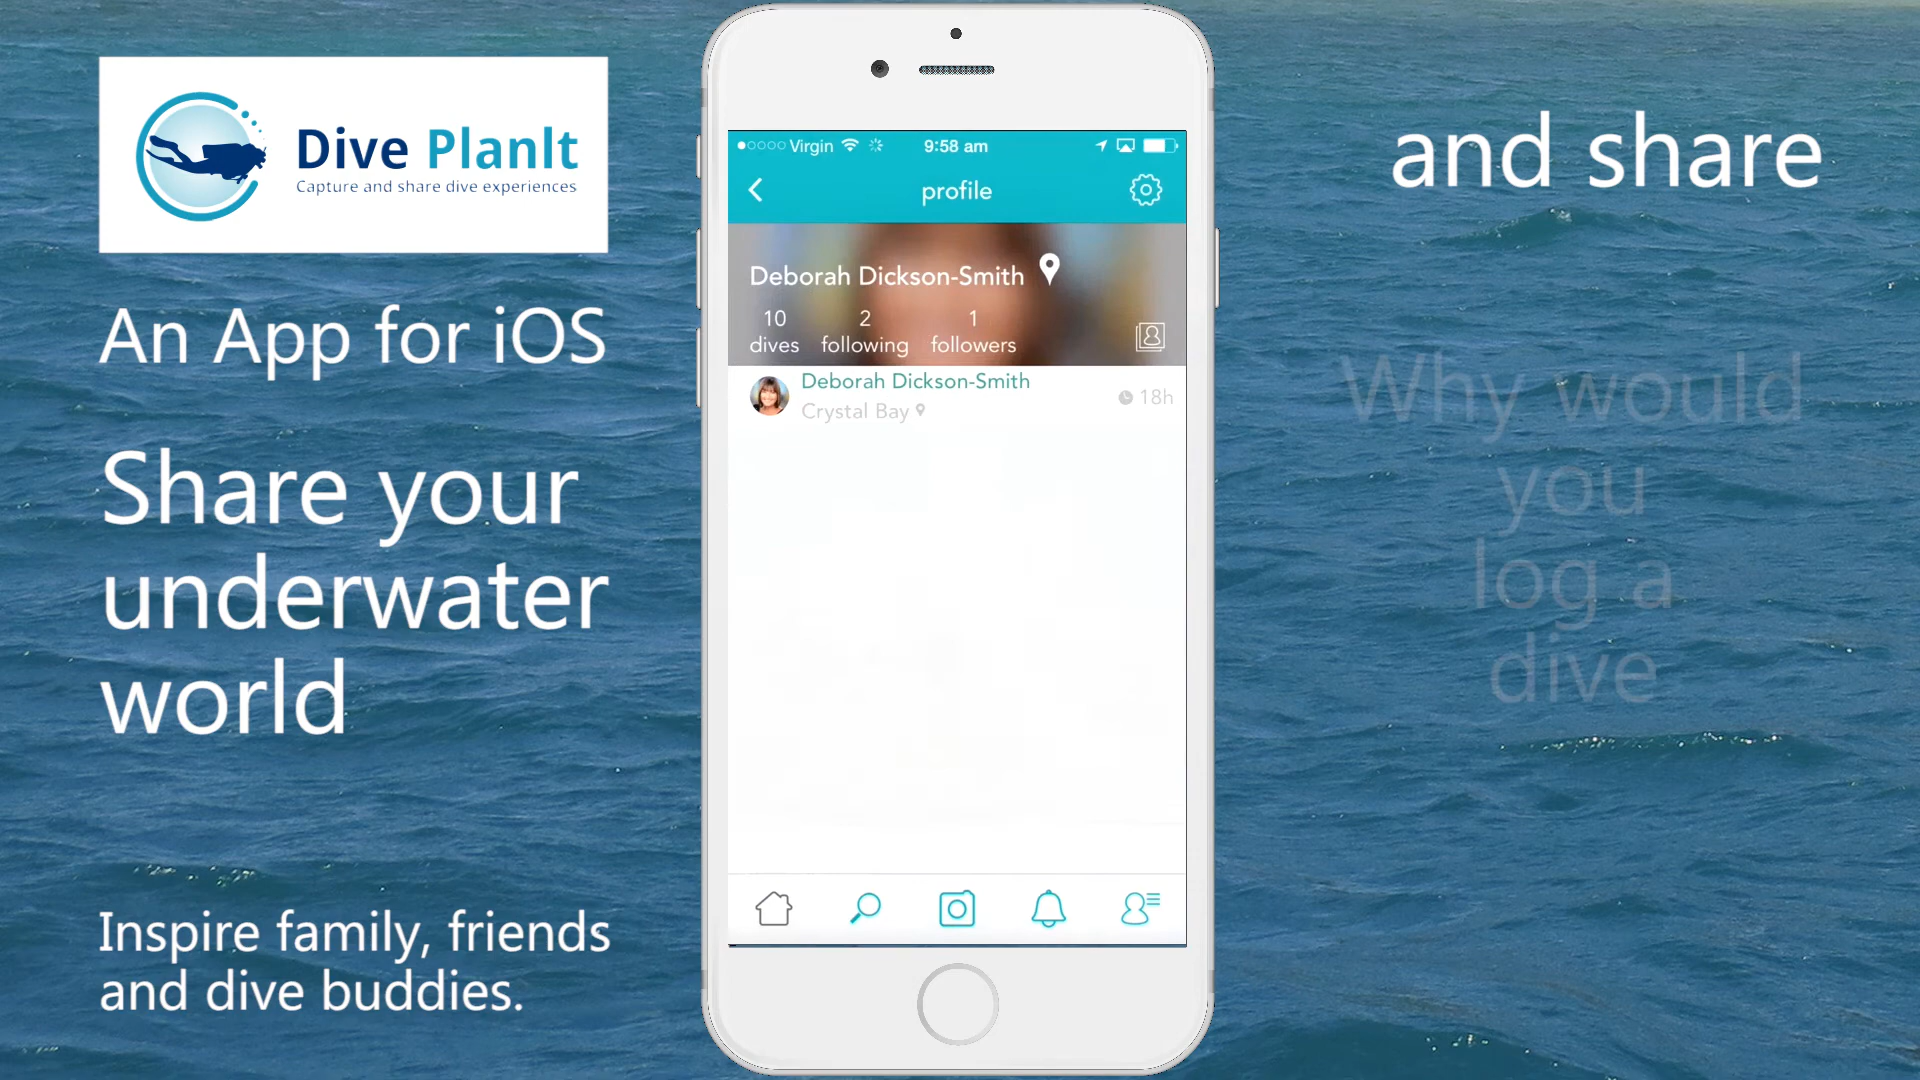 Dive PlanIt
Capture and share dive experiences
An App for iOS
Share your
underwater
world
Inspire family, friends
and dive buddies.
Virgin
9:58 am
profile
Deborah Dickson-Smith
10 2 1
dives following followers
Deborah Dickson-Smith
Crystal Bay
18h
and share
Why would
you
log a
dive